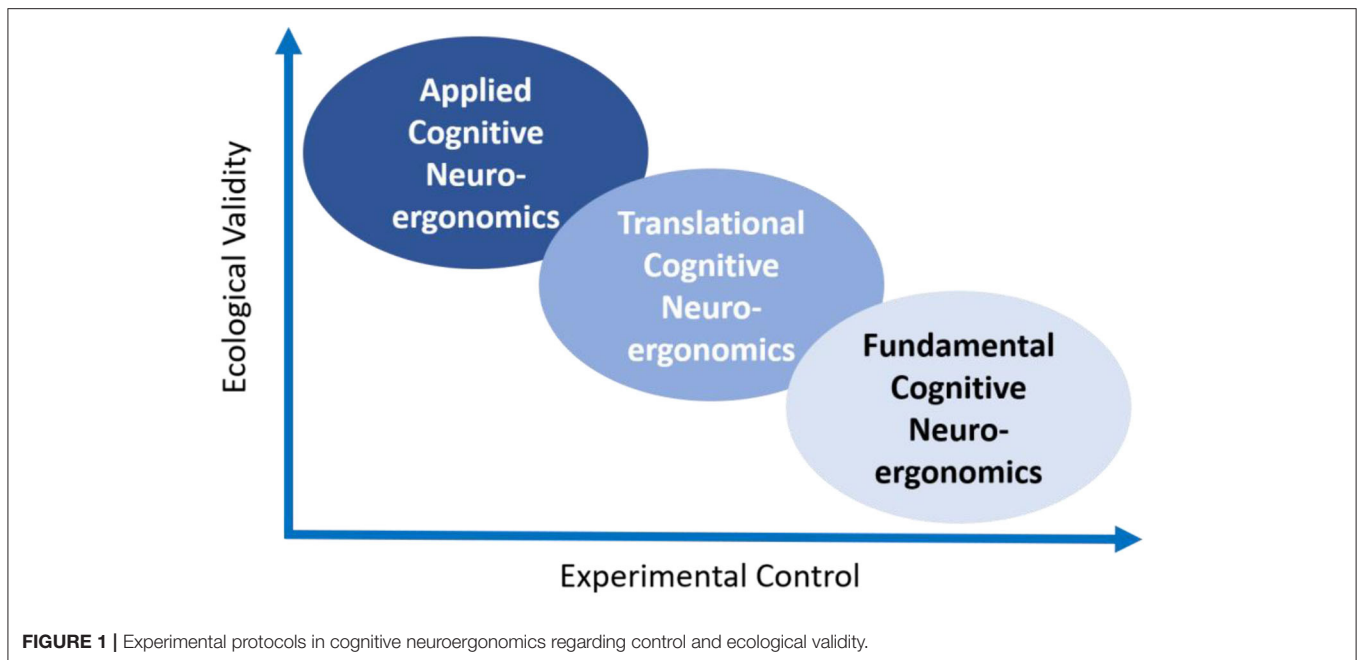 Ecological Validity
Applied
Cognitive
Neuro-
ergonomics
Translational
Cognitive
Neuro-
ergonomics
Fundamental
Cognitive
Neuro-
ergonomics
Experimental Control
FIGURE 1 | Experimental protocols in cognitive neuroergonomics regarding control and ecological validity.